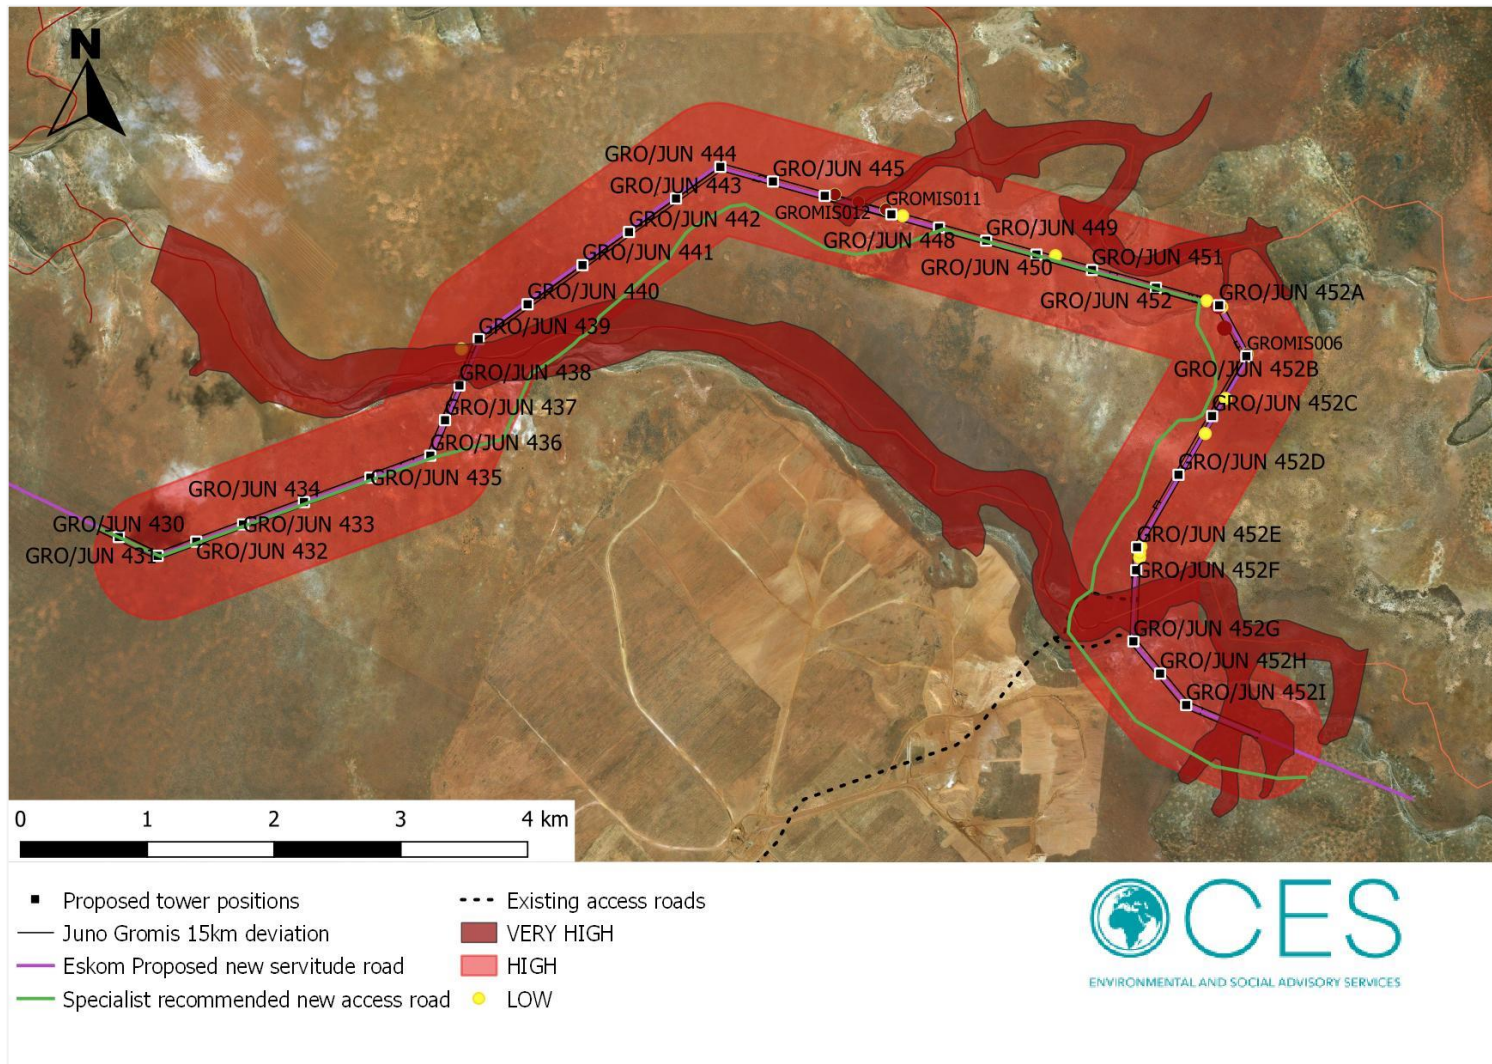 N
GRO/JUN 444
GRO/JUN 445
GRO/JUN 443
GROMIS011
GROMIS012
GRO/JUN 442
GRO/JUN 449
GRO/JUN 448
GRO/JUN 441
GRO/JUN 451
GRO/JUN 450
GRO/JUN 440
GRO/JUN 452A
GRO/JUN 452
GRO/JUN 439
GROMIS006
GRO/JUN 438
GRO/JUN 452B
GRO/JUN 437
GRO/JUN 452C
GRO/JUN 436
GRO/JUN 452D
GRO/JUN 435
GRO/JUN 434
GRO/JUN 430
GRO/JUN 433
GRO/JUN 452E
GRO/JUN 431
GRO/JUN 432
GRO/JUN 452F
GRO/JUN 452G
GRO/JUN 452H
GRO/JUN 452I
0 1 2 3 4 km
Proposed tower positions
Juno Gromis 15km deviation
Eskom Proposed new servitude road
Specialist recommended new access road
Existing access roads
VERY HIGH
HIGH
LOW
CES
ENVIRONMENTAL AND SOCIAL ADVISORY SERVICES